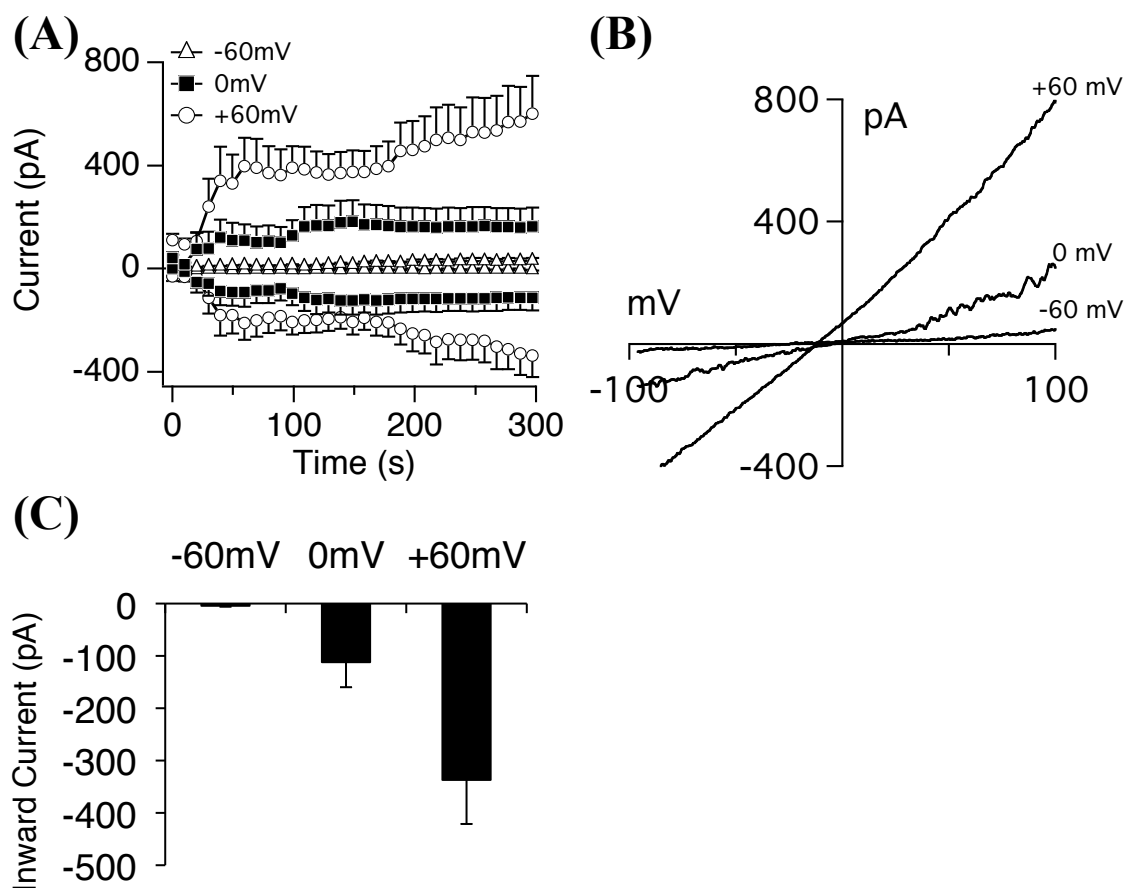 (A)
-60mV
0mV
+60mV
800
400
0
-400
Current (pA)
0
100
200
300
Time (s)
(B)
+60 mV
800
pA
400
0 mV
mV
-60 mV
-100
100
-400
(C)
-60mV
0mV
+60mV
0
-100
-200
-300
-400
-500
Inward Current (pA)